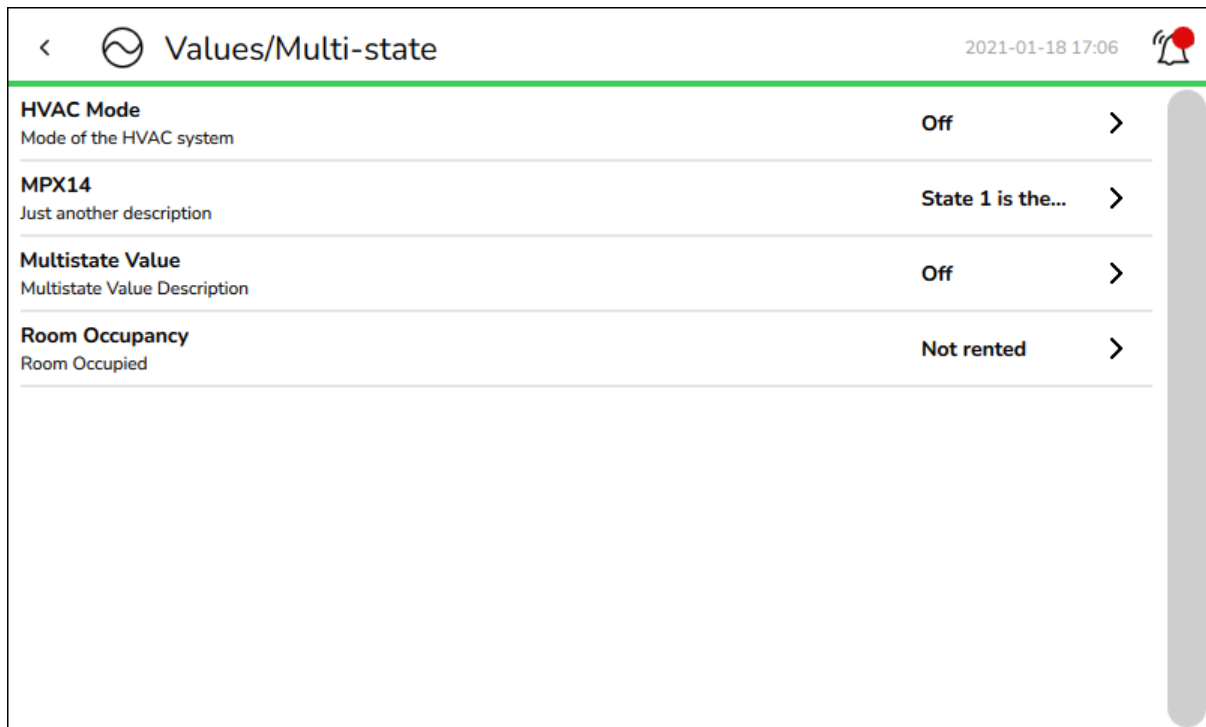 Values/Multi-state
2021-01-18 17:06
HVAC Mode
Mode of the HVAC system
Off
MPX14
Just another description
State 1 is the...
Multistate Value
Multistate Value Description
Off
Room Occupancy
Room Occupied
Not rented